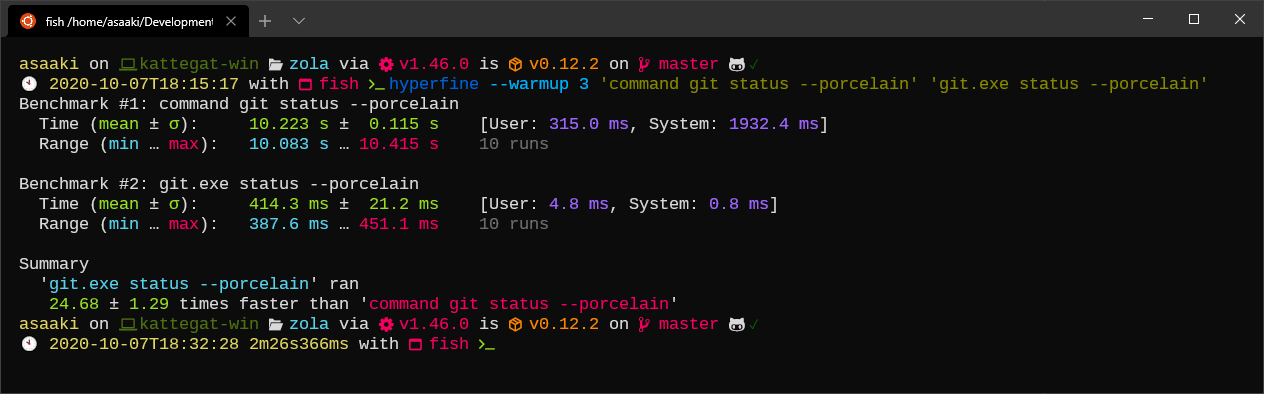 fish /home/asaaki/Development
asaaki on kattegat-win zola via v1.46.0 is v0.12.2 on master ✓
2020-10-07T18:15:17 with fish >_hyperfine --warmup 3 'command git status --porcelain' 'git.exe status --porcelain'
Benchmark #1: command git status --porcelain
Time (mean ± σ): 10.223 s ± 0.115 s [User: 315.0 ms, System: 1932.4 ms]
Range (min … max): 10.083 s … 10.415 s 10 runs
Benchmark #2: git.exe status --porcelain
Time (mean ± σ): 414.3 ms ± 21.2 ms [User: 4.8 ms, System: 0.8 ms]
Range (min … max): 387.6 ms … 451.1 ms 10 runs
Summary
'git.exe status --porcelain' ran
24.68 ± 1.29 times faster than 'command git status --porcelain'
asaaki on kattegat-win zola via v1.46.0 is v0.12.2 on master ✓
2020-10-07T18:32:28 2m26s366ms with fish >_